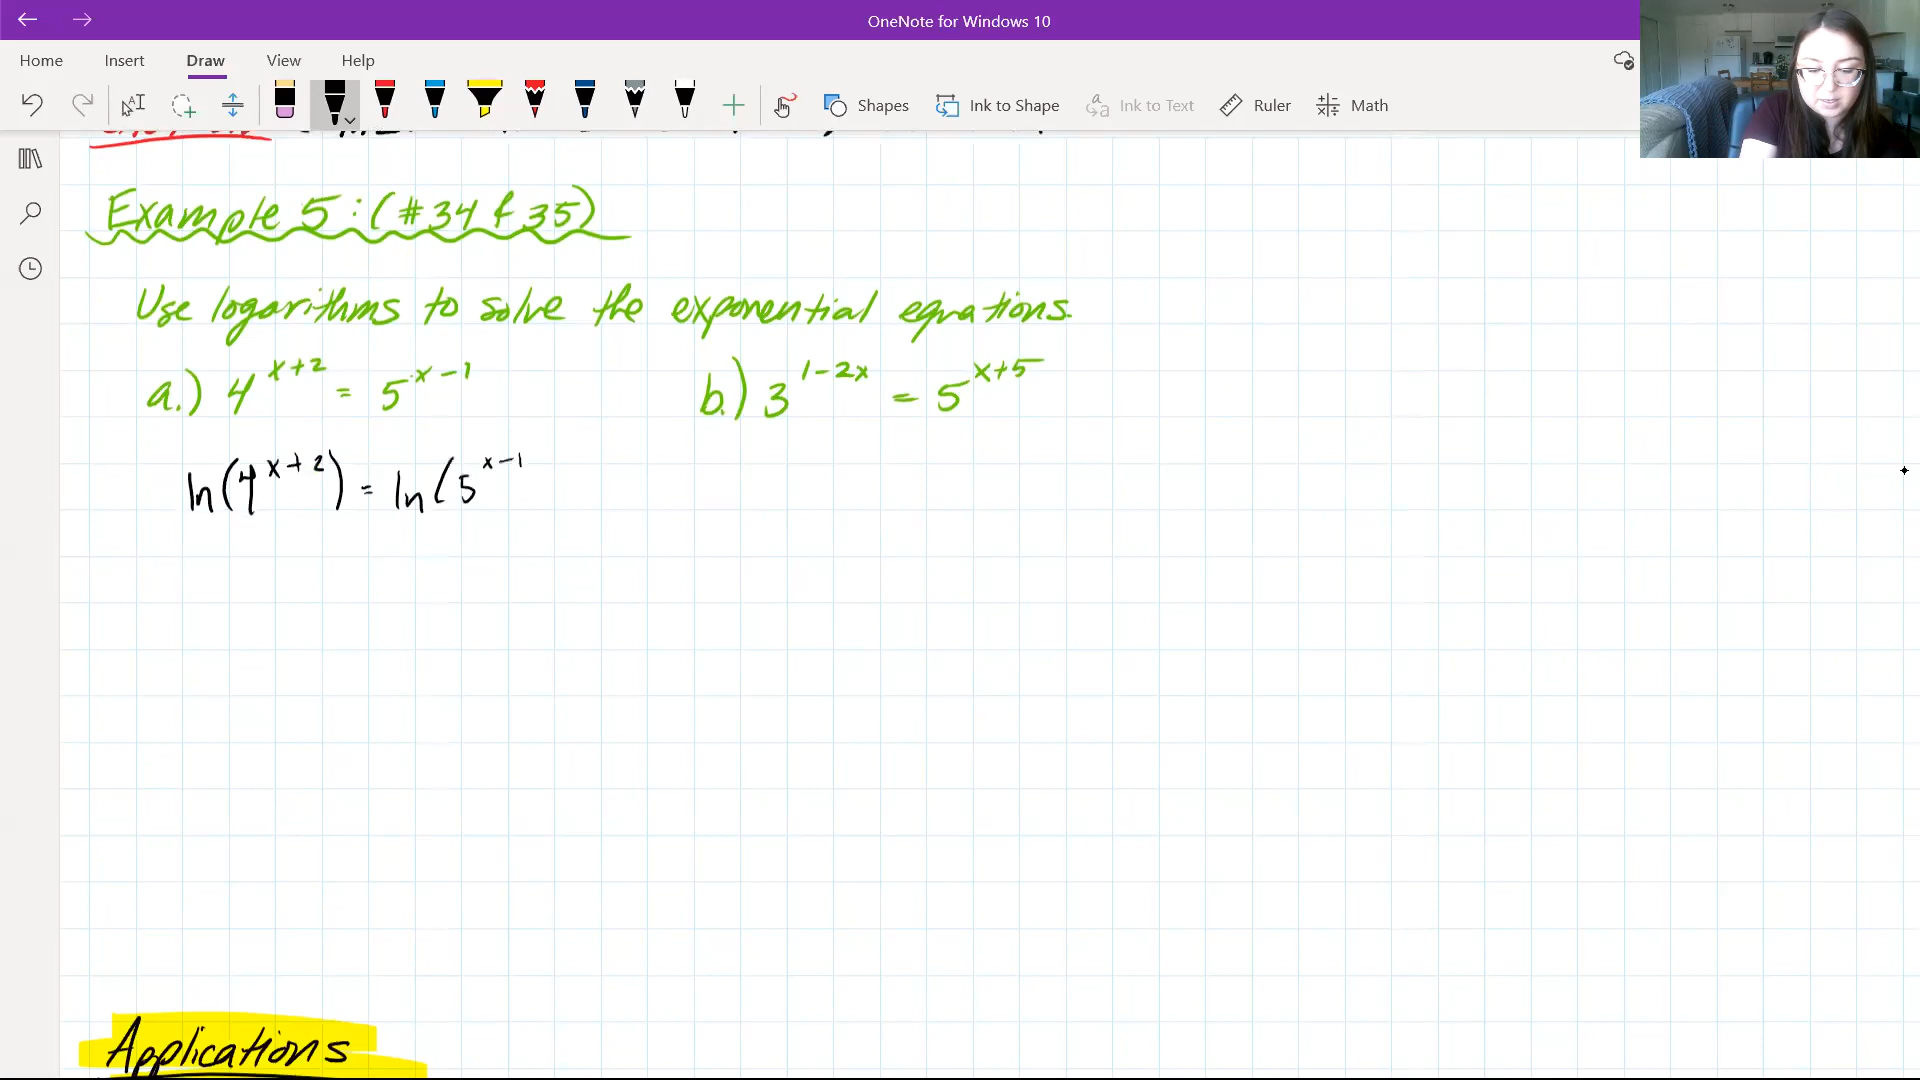 OneNote for Windows 10
Home Insert Draw View Help
Shapes Ink to Shape Ink to Text Ruler Math
Example 5: (#34 & 35)
Use logarithms to solve the exponential equations.
a.) 4^{x+2} = 5^{x-1} b.) 3^{1-2x} = 5^{x+5}
ln(4^{x+2}) = ln(5^{x-1}
Applications